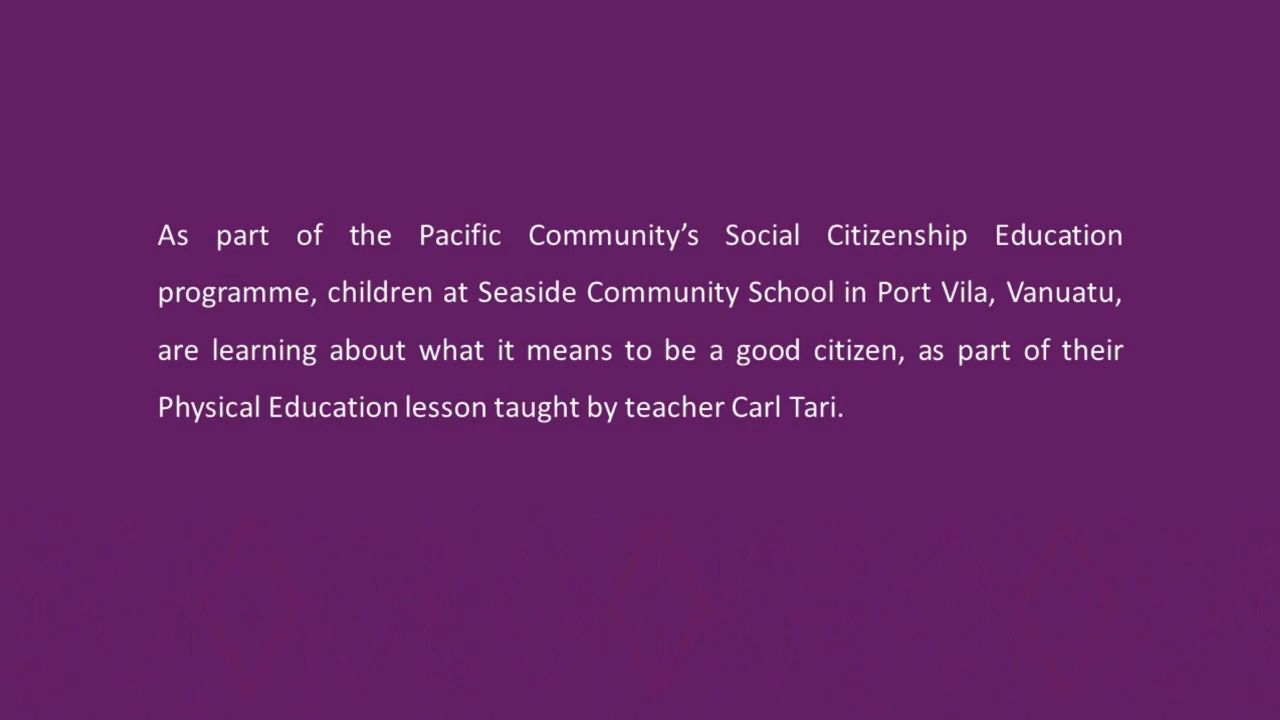 As part of the Pacific Community’s Social Citizenship Education
programme, children at Seaside Community School in Port Vila, Vanuatu,
are learning about what it means to be a good citizen, as part of their
Physical Education lesson taught by teacher Carl Tari.